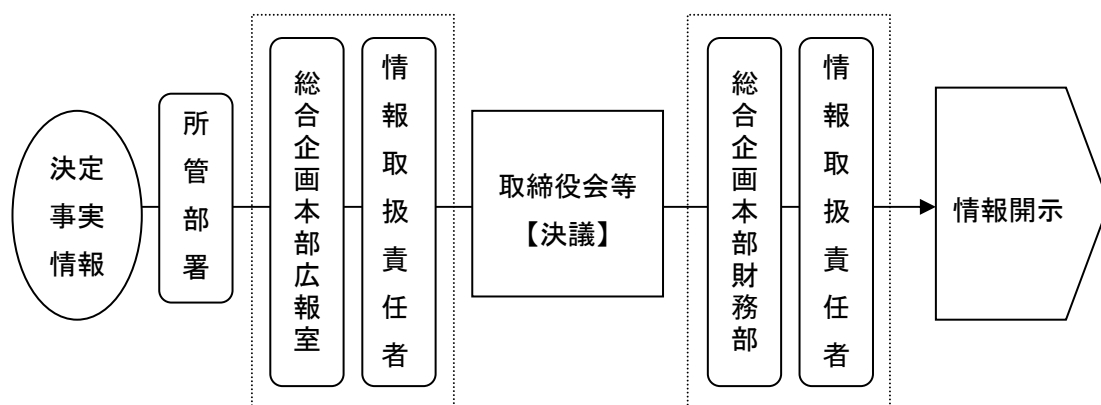 決定
事実
情報
所管部署
総合企画本部広報室
情報取扱責任者
取締役会等
【決議】
総合企画本部財務部
情報取扱責任者
情報開示